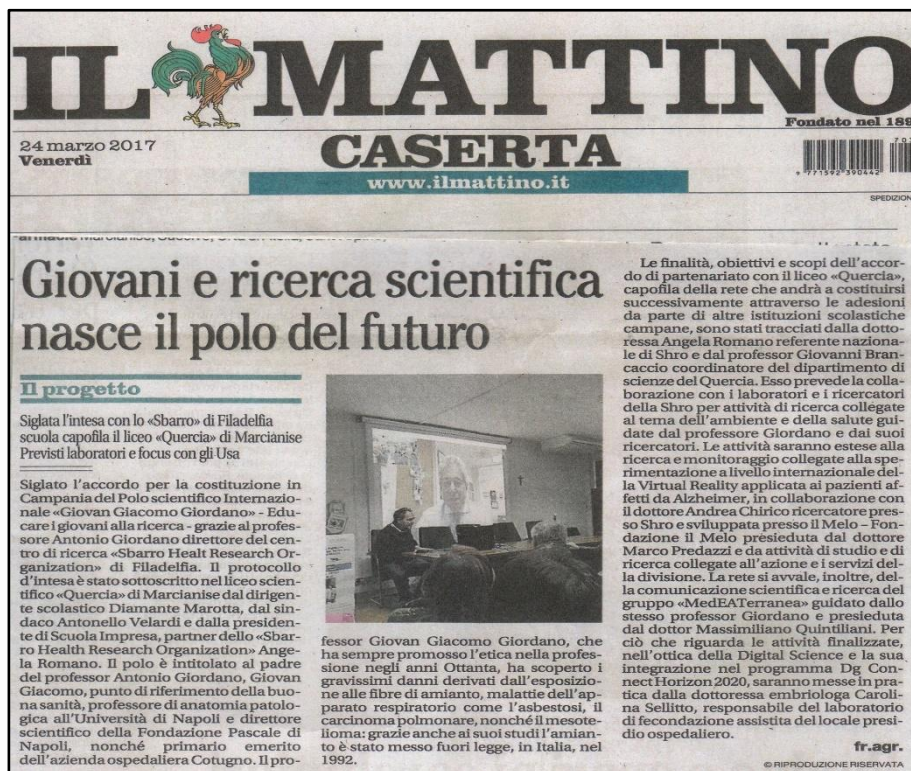 IL MATTINO
Fondato nel 189
24 marzo 2017
Venerdì
CASERTA
www.ilmattino.it
9 771592 390442
SPEDIZION
Giovani e ricerca scientifica
nasce il polo del futuro
Il progetto
Siglata l'intesa con lo «Sbarro» di Filadelfia
scuola capofila il liceo «Quercia» di Marcianise
Previsti laboratori e focus con gli Usa
Siglato l'accordo per la costituzione in
Campania del Polo scientifico Internazio-
nale «Giovan Giacomo Giordano» - Edu-
care i giovani alla ricerca - grazie al profes-
sore Antonio Giordano direttore del cen-
tro di ricerca «Sbarro Healt Research Or-
ganization» di Filadelfia. Il protocollo
d'intesa è stato sottoscritto nel liceo scien-
tifico «Quercia» di Marcianise dal dirigen-
te scolastico Diamante Marotta, dal sin-
daco Antonello Velardi e dalla presiden-
te di Scuola Impresa, partner dello «Sbar-
ro Health Research Organization» Ange-
la Romano. Il polo è intitolato al padre
del professor Antonio Giordano, Giovan
Giacomo, punto di riferimento della buo-
na sanità, professore di anatomia patolo-
gica all'Università di Napoli e direttore
scientifico della Fondazione Pascale di
Napoli, nonché primario emerito
dell'azienda ospedaliera Cotugno. Il pro-
fessor Giovan Giacomo Giordano, che
ha sempre promosso l'etica nella profes-
sione negli anni Ottanta, ha scoperto i
gravissimi danni derivati dall'esposizio-
ne alle fibre di amianto, malattie dell'ap-
parato respiratorio come l'asbestosi, il
carcinoma polmonare, nonché il mesote-
lioma: grazie anche ai suoi studi l'amian-
to è stato messo fuori legge, in Italia, nel
1992.
Le finalità, obiettivi e scopi dell'accor-
do di partenariato con il liceo «Quercia»,
capofila della rete che andrà a costituirsi
successivamente attraverso le adesioni
da parte di altre istituzioni scolastiche
campane, sono stati tracciati dalla dotto-
ressa Angela Romano referente naziona-
le di Shro e dal professor Giovanni Bran-
caccio coordinatore del dipartimento di
scienze del Quercia. Esso prevede la colla-
borazione con i laboratori e i ricercatori
della Shro per attività di ricerca collegate
al tema dell'ambiente e della salute gui-
date dal professore Giordano e dai suoi
ricercatori. Le attività saranno estese alla
ricerca e monitoraggio collegate alla spe-
rimentazione a livello internazionale del-
la Virtual Reality applicata ai pazienti af-
fetti da Alzheimer, in collaborazione con
il dottore Andrea Chirico ricercatore pres-
so Shro e sviluppata presso il Melo – Fon-
dazione il Melo presieduta dal dottore
Marco Predazzi e da attività di studio e di
ricerca collegate all'azione e i servizi del-
la divisione. La rete si avvale, inoltre, del-
la comunicazione scientifica e ricerca del
gruppo «MedEATerranea» guidato dallo
stesso professor Giordano e presieduta
dal dottor Massimiliano Quintiliani. Per
ciò che riguarda le attività finalizzate,
nell'ottica della Digital Science e la sua
integrazione nel programma Dg Con-
nect Horizon 2020, saranno messe in pra-
tica dalla dottoressa embriologa Caroli-
na Sellitto, responsabile del laboratorio
di fecondazione assistita del locale presi-
dio ospedaliero.
fr.agr.
© RIPRODUZIONE RISERVATA